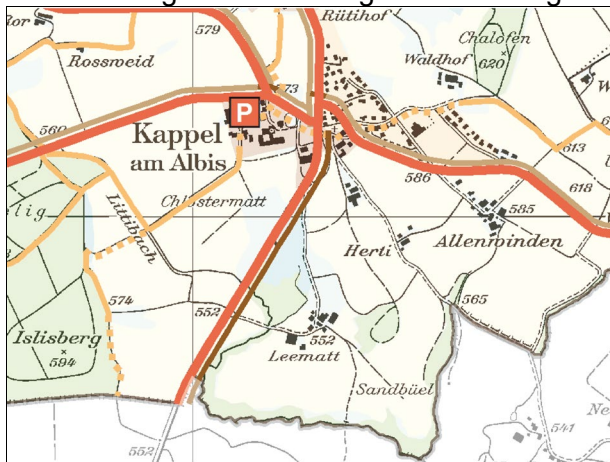 579
Rütihof
Rossweid
Waldhof
Chalofen
620
P
73
560
Kappel
am Albis
586
613
618
Chlostermatt
Littibach
585
Allenwinden
Herti
574
552
565
Islisberg
594
552
Leematt
Sandbüel
541
552